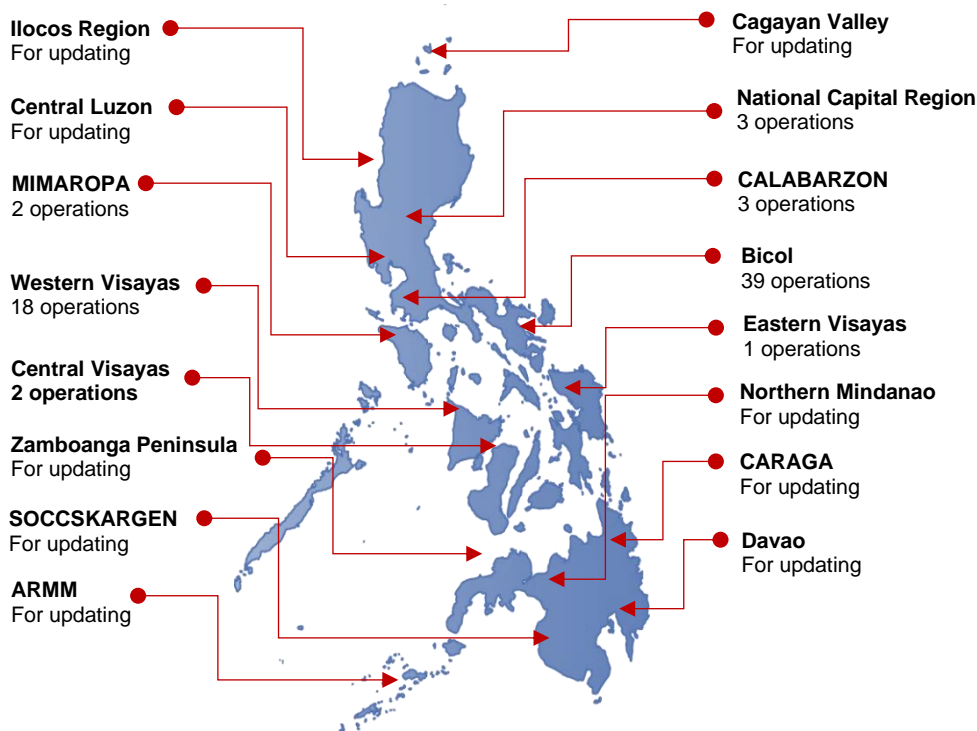 Ilocos Region
For updating
Central Luzon
For updating
MIMAROPA
2 operations
Western Visayas
18 operations
Central Visayas
2 operations
Zamboanga Peninsula
For updating
SOCCSKARGEN
For updating
ARMM
For updating
Cagayan Valley
For updating
National Capital Region
3 operations
CALABARZON
3 operations
Bicol
39 operations
Eastern Visayas
1 operations
Northern Mindanao
For updating
CARAGA
For updating
Davao
For updating